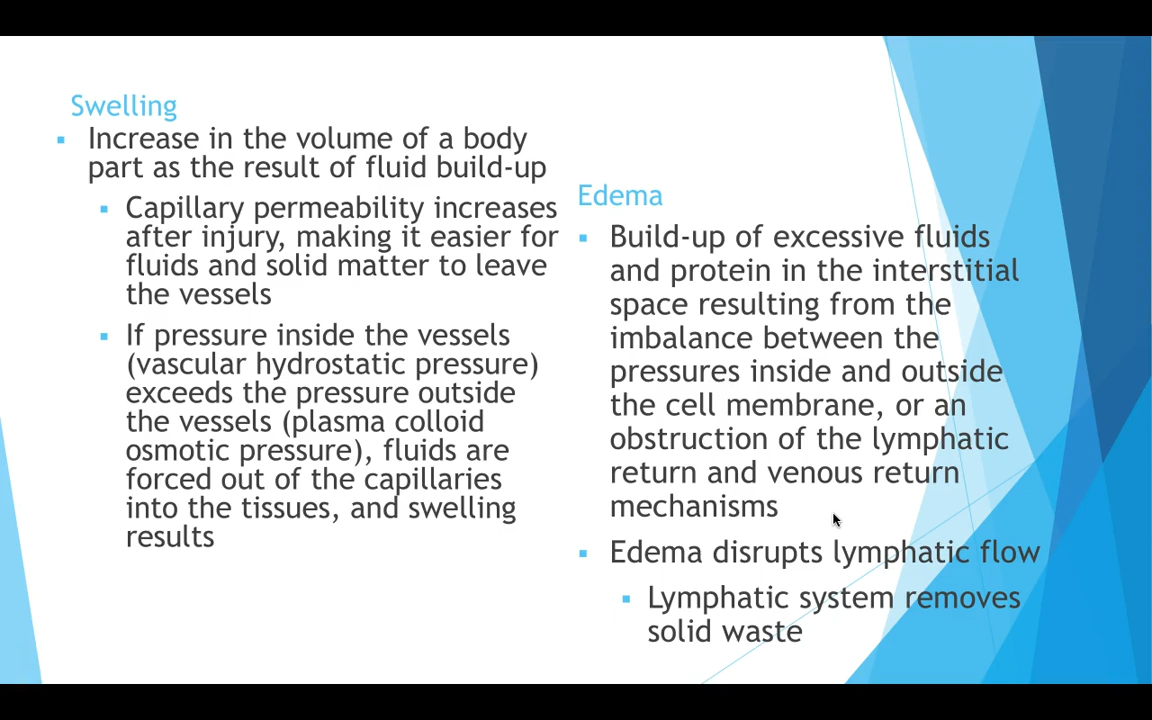 Swelling
Increase in the volume of a body
part as the result of fluid build-up
Capillary permeability increases
after injury, making it easier for
fluids and solid matter to leave
the vessels
If pressure inside the vessels
(vascular hydrostatic pressure)
exceeds the pressure outside
the vessels (plasma colloid
osmotic pressure), fluids are
forced out of the capillaries
into the tissues, and swelling
results
Edema
Build-up of excessive fluids
and protein in the interstitial
space resulting from the
imbalance between the
pressures inside and outside
the cell membrane, or an
obstruction of the lymphatic
return and venous return
mechanisms
Edema disrupts lymphatic flow
Lymphatic system removes
solid waste